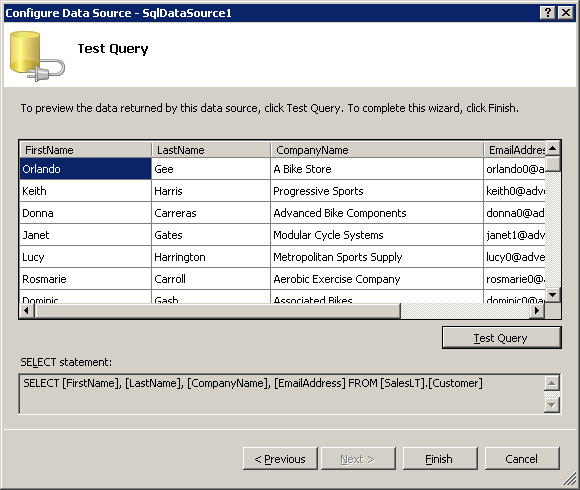 Configure Data Source - SqlDataSource1
Test Query
To preview the data returned by this data source, click Test Query. To complete this wizard, click Finish.
FirstName LastName CompanyName EmailAddres
Orlando Gee A Bike Store orlando0@a
Keith Harris Progressive Sports keith0@adve
Donna Carreras Advanced Bike Components donna0@adv
Janet Gates Modular Cycle Systems janet1@adve
Lucy Harrington Metropolitan Sports Supply lucy0@adve
Rosmarie Carroll Aerobic Exercise Company rosmarie0@
Dominic Gash Associated Bikes dominic0@a
Test Query
SELECT statement:
SELECT [FirstName], [LastName], [CompanyName], [EmailAddress] FROM [SalesLT].[Customer]
< Previous Next > Finish Cancel